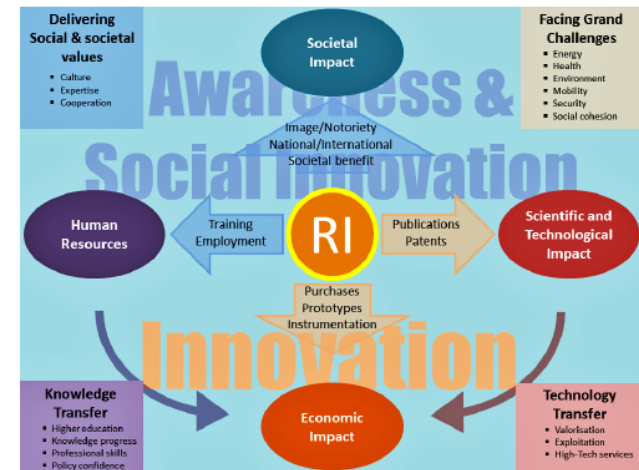 Delivering
Social & societal
values
▪ Culture
▪ Expertise
▪ Cooperation
Societal
Impact
Facing Grand
Challenges
▪ Energy
▪ Health
▪ Environment
▪ Mobility
▪ Security
▪ Social cohesion
Awareness &
Social Innovation
Image/Notoriety
National/International
Societal benefit
Human
Resources
Training
Employment
RI
Publications
Patents
Scientific and
Technological
Impact
Purchases
Prototypes
Instrumentation
Innovation
Knowledge
Transfer
▪ Higher education
▪ Knowledge progress
▪ Professional skills
▪ Policy confidence
Economic
Impact
Technology
Transfer
▪ Valorisation
▪ Exploitation
▪ High-Tech services